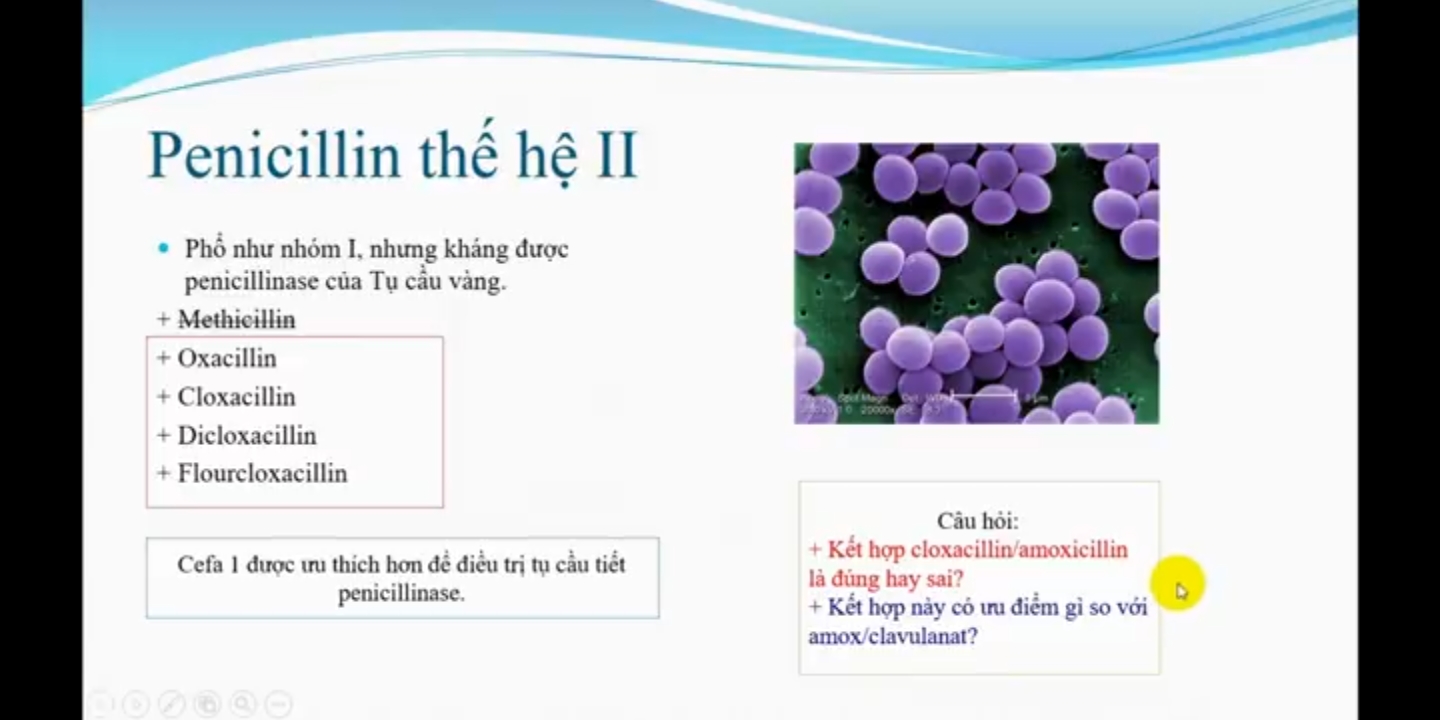 Penicillin thế hệ II
Phổ như nhóm I, nhưng kháng được
penicillinase của Tụ cầu vàng.
+ Methicillin
+ Oxacillin
+ Cloxacillin
+ Dicloxacillin
+ Flourcloxacillin
Cefa 1 được ưu thích hơn để điều trị tụ cầu tiết
penicillinase.
Câu hỏi:
+ Kết hợp cloxacillin/amoxicillin
là đúng hay sai?
+ Kết hợp này có ưu điểm gì so với
amox/clavulanat?